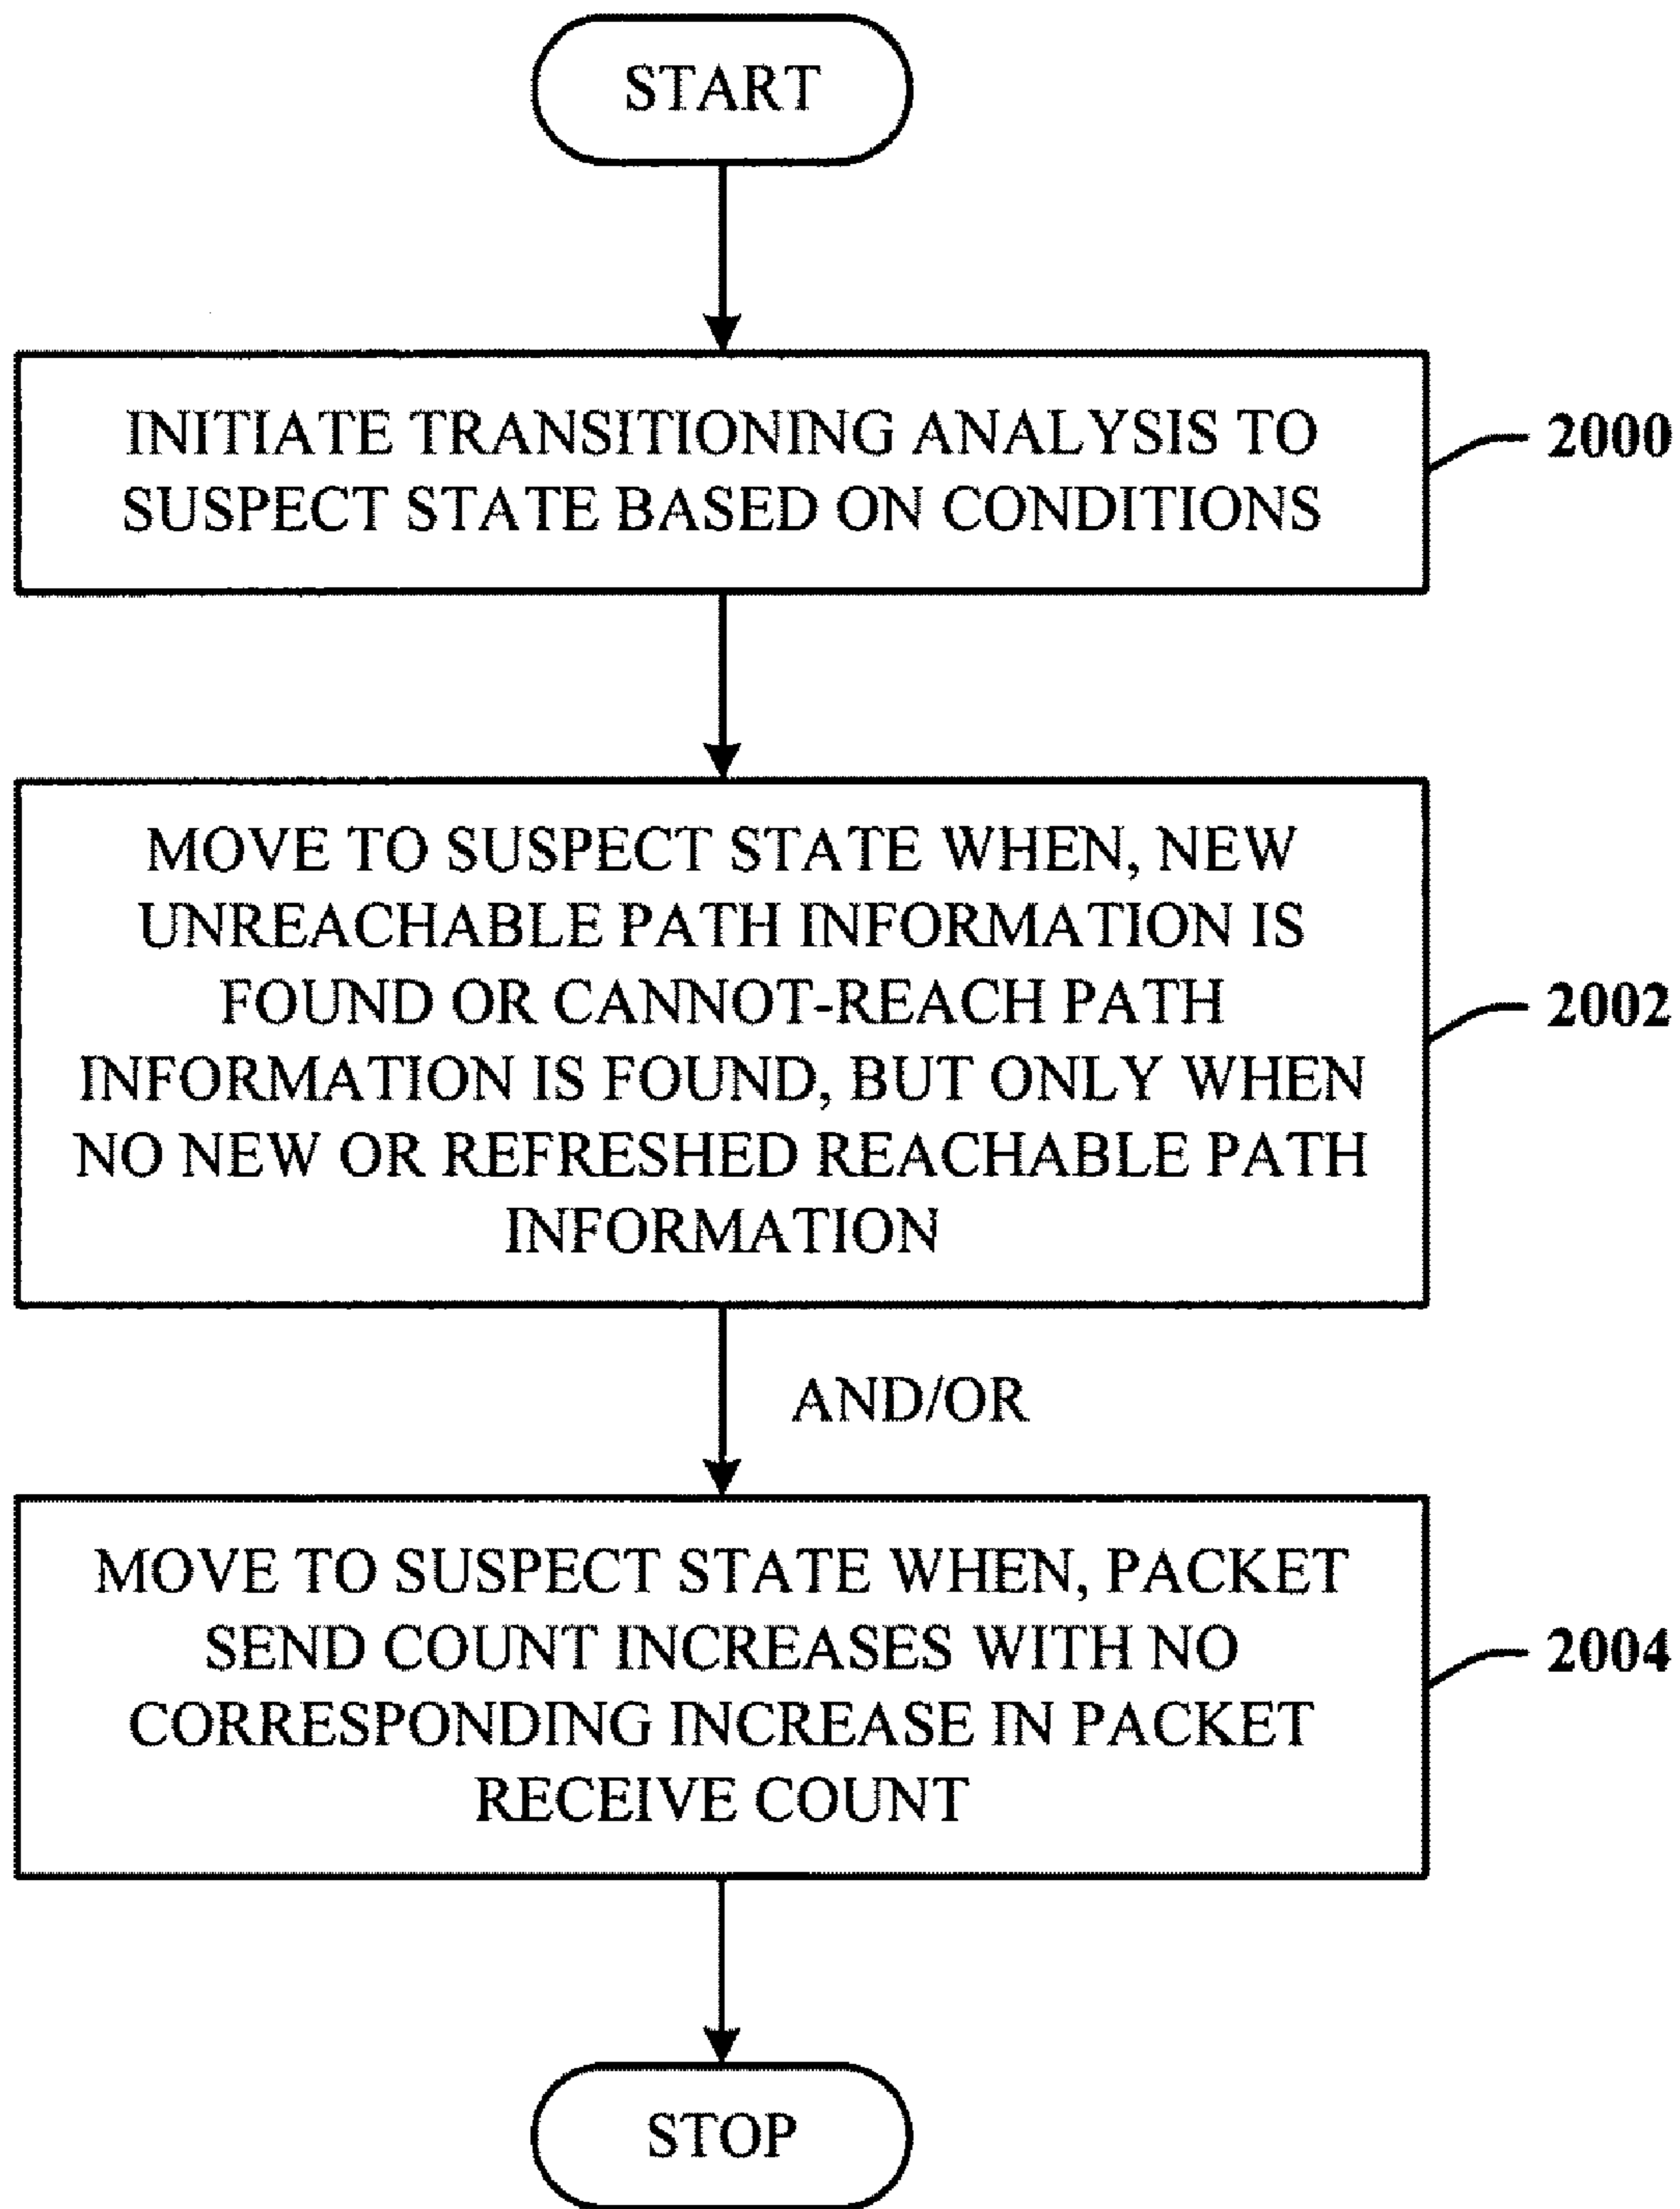 START
INITIATE TRANSITIONING ANALYSIS TO
SUSPECT STATE BASED ON CONDITIONS
2000
MOVE TO SUSPECT STATE WHEN, NEW
UNREACHABLE PATH INFORMATION IS
FOUND OR CANNOT-REACH PATH
INFORMATION IS FOUND, BUT ONLY WHEN
NO NEW OR REFRESHED REACHABLE PATH
INFORMATION
2002
AND/OR
MOVE TO SUSPECT STATE WHEN, PACKET
SEND COUNT INCREASES WITH NO
CORRESPONDING INCREASE IN PACKET
RECEIVE COUNT
2004
STOP